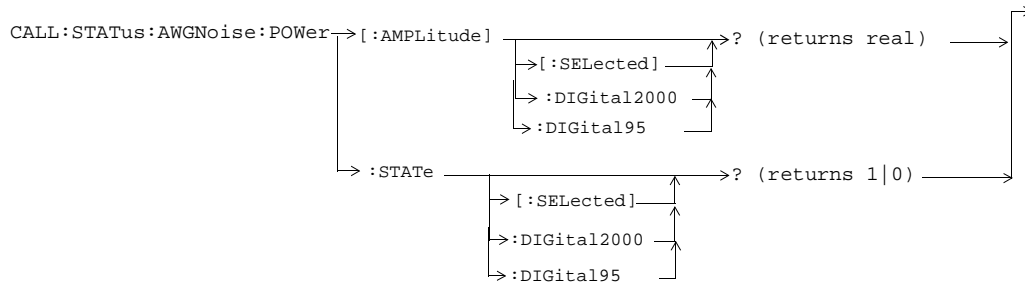 CALL:STATus:AWGNoise:POWer [:AMPLitude] ? (returns real)
[:SELected]
:DIGital2000
:DIGital95
:STATe ? (returns 1|0)
[:SELected]
:DIGital2000
:DIGital95